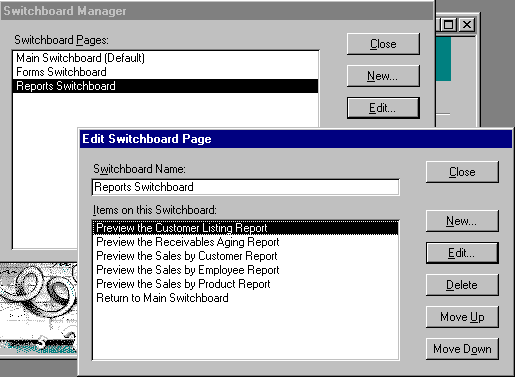 Switchboard Manager
Switchboard Pages:
Main Switchboard (Default)
Forms Switchboard
Reports Switchboard
Close
New...
Edit...
Edit Switchboard Page
Switchboard Name:
Reports Switchboard
Items on this Switchboard:
Preview the Customer Listing Report
Preview the Receivables Aging Report
Preview the Sales by Customer Report
Preview the Sales by Employee Report
Preview the Sales by Product Report
Return to Main Switchboard
Close
New...
Edit...
Delete
Move Up
Move Down